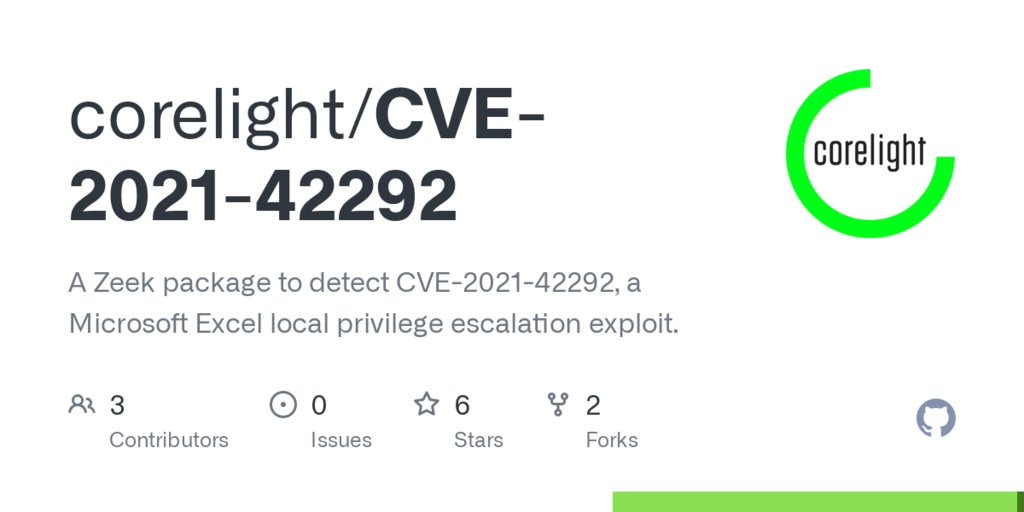 corelight/CVE-
2021-42292
corelight
A Zeek package to detect CVE-2021-42292, a
Microsoft Excel local privilege escalation exploit.
3
Contributors
0
Issues
6
Stars
2
Forks